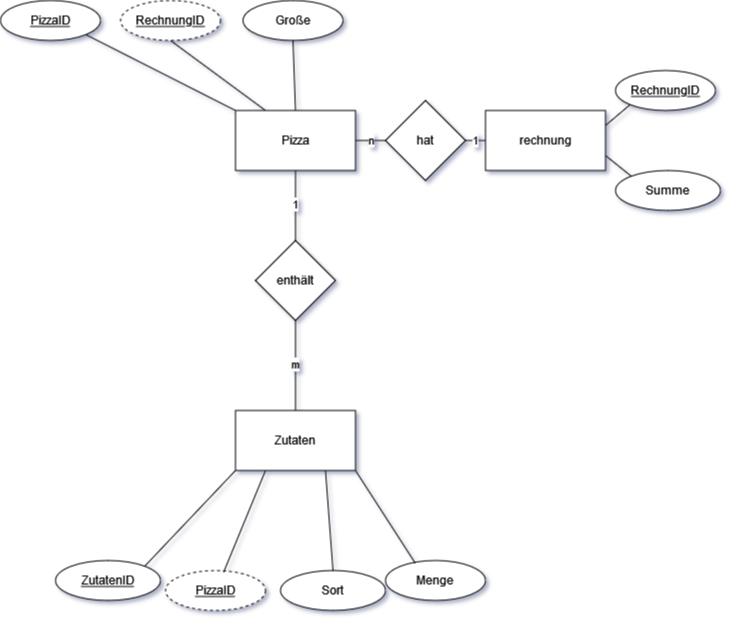 PizzaID
RechnungID
Große
RechnungID
Pizza
n
hat
1
rechnung
Summe
1
enthält
m
Zutaten
ZutatenID
PizzaID
Sort
Menge